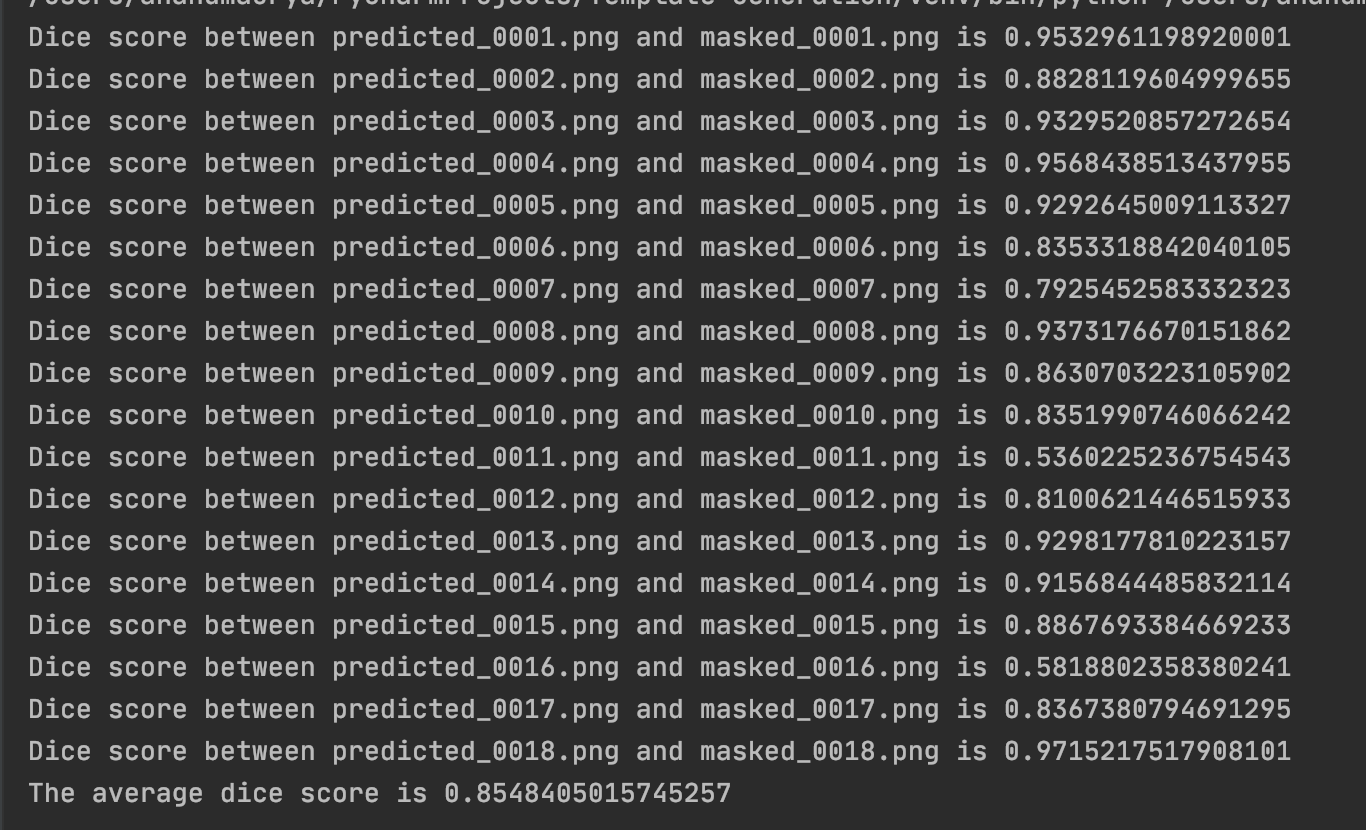 Dice score between predicted_0001.png and masked_0001.png is 0.9532961198920001
Dice score between predicted_0002.png and masked_0002.png is 0.8828119604999655
Dice score between predicted_0003.png and masked_0003.png is 0.9329520857272654
Dice score between predicted_0004.png and masked_0004.png is 0.9568438513437955
Dice score between predicted_0005.png and masked_0005.png is 0.9292645009113327
Dice score between predicted_0006.png and masked_0006.png is 0.8353318842040105
Dice score between predicted_0007.png and masked_0007.png is 0.7925452583332323
Dice score between predicted_0008.png and masked_0008.png is 0.9373176670151862
Dice score between predicted_0009.png and masked_0009.png is 0.8630703223105902
Dice score between predicted_0010.png and masked_0010.png is 0.8351990746066242
Dice score between predicted_0011.png and masked_0011.png is 0.5360225236754543
Dice score between predicted_0012.png and masked_0012.png is 0.8100621446515933
Dice score between predicted_0013.png and masked_0013.png is 0.9298177810223157
Dice score between predicted_0014.png and masked_0014.png is 0.9156844485832114
Dice score between predicted_0015.png and masked_0015.png is 0.8867693384669233
Dice score between predicted_0016.png and masked_0016.png is 0.5818802358380241
Dice score between predicted_0017.png and masked_0017.png is 0.8367380794691295
Dice score between predicted_0018.png and masked_0018.png is 0.9715217517908101
The average dice score is 0.8548405015745257